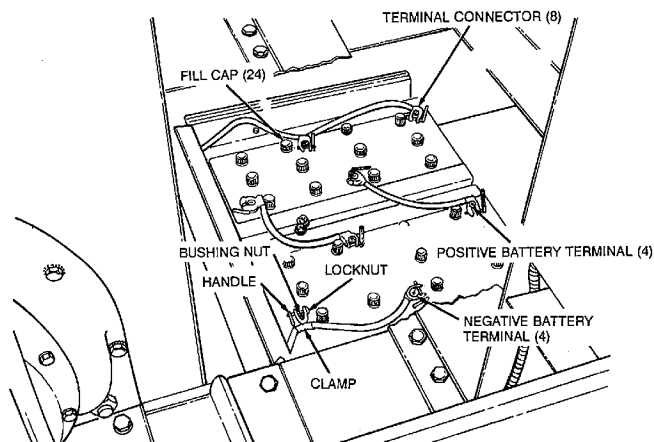 TERMINAL CONNECTOR (8)
FILL CAP (24)
BUSHING NUT
LOCKNUT
POSITIVE BATTERY TERMINAL (4)
HANDLE
NEGATIVE BATTERY
TERMINAL (4)
CLAMP